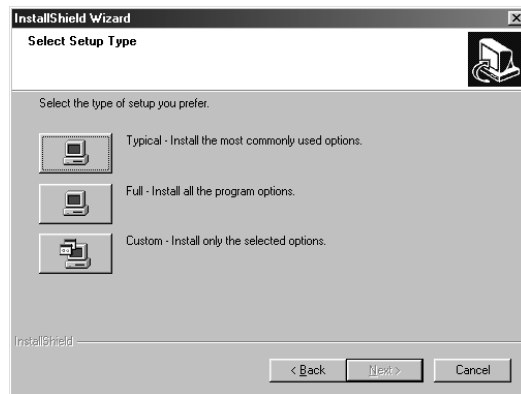 InstallShield Wizard
Select Setup Type
Select the type of setup you prefer.
Typical - Install the most commonly used options.
Full - Install all the program options.
Custom - Install only the selected options.
InstallShield
< Back Next > Cancel